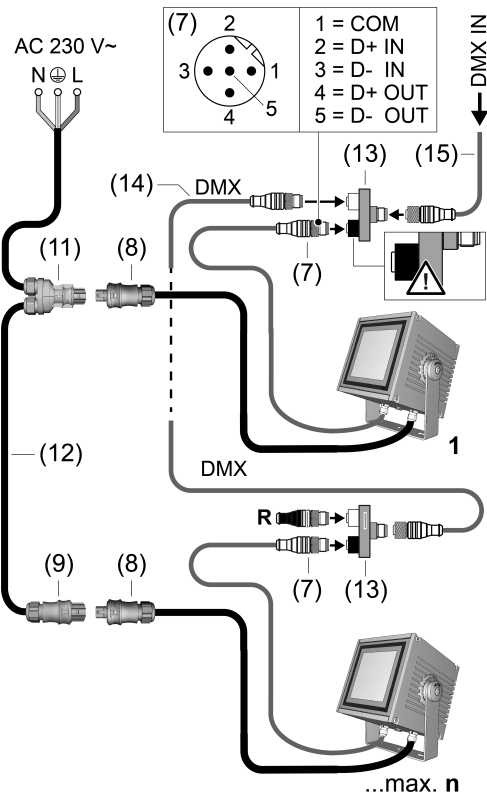 (7)
2
3
1
4
5
1 = COM
2 = D+ IN
3 = D- IN
4 = D+ OUT
5 = D- OUT
DMX IN
AC 230 V~
N L
(14)
DMX
(13)
(15)
(11)
(8)
(7)
!
1
(12)
DMX
R
(9)
(8)
(7)
(13)
...max. n